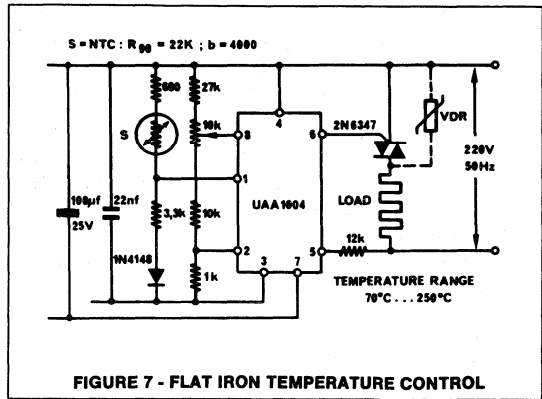 S = NTC : R90 = 22K ; b = 4000
680
27k
S
10k
8
4
6
2N6347
VDR
220V
50Hz
1
UAA1004
LOAD
100µf
25V
22nf
3,3k
10k
1N4148
2
5
12k
1k
3
7
TEMPERATURE RANGE
70°C . . . 250°C
FIGURE 7 - FLAT IRON TEMPERATURE CONTROL